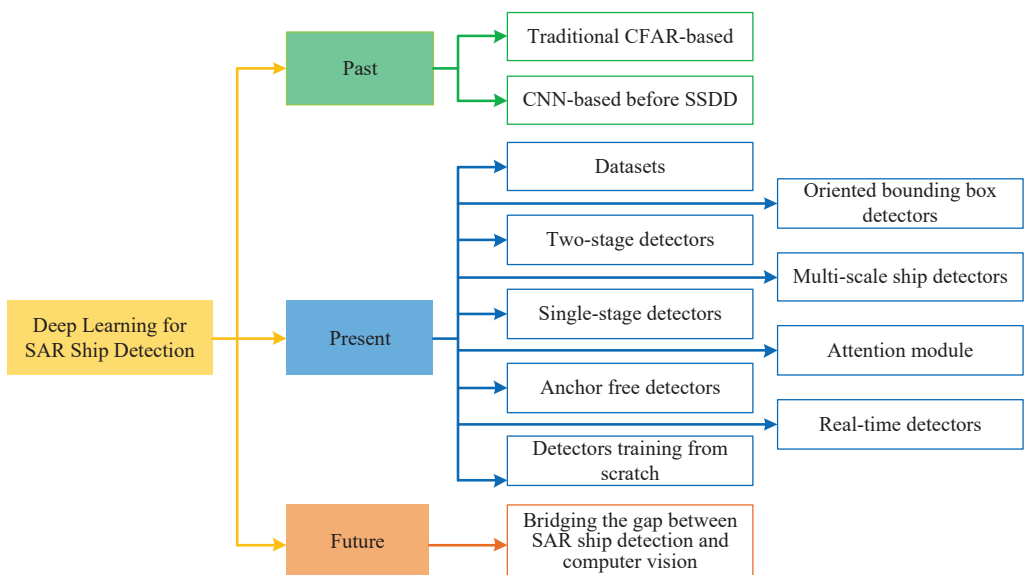 Deep Learning for
SAR Ship Detection
Past
Traditional CFAR-based
CNN-based before SSDD
Present
Datasets
Oriented bounding box
detectors
Two-stage detectors
Multi-scale ship detectors
Single-stage detectors
Attention module
Anchor free detectors
Real-time detectors
Detectors training from
scratch
Future
Bridging the gap between
SAR ship detection and
computer vision